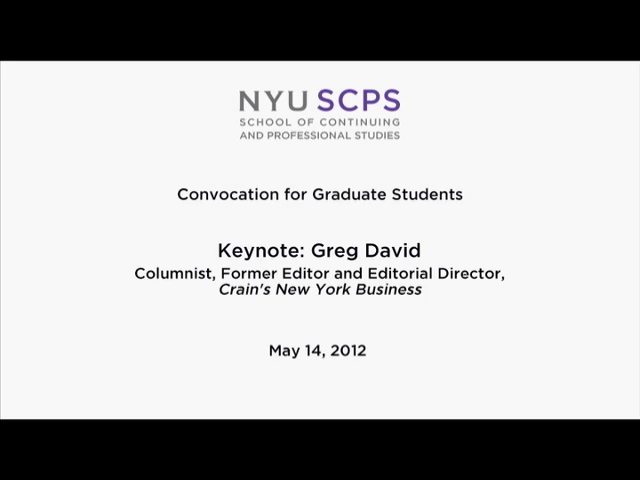 NYU SCPS
SCHOOL OF CONTINUING
AND PROFESSIONAL STUDIES
Convocation for Graduate Students
Keynote: Greg David
Columnist, Former Editor and Editorial Director,
Crain's New York Business
May 14, 2012